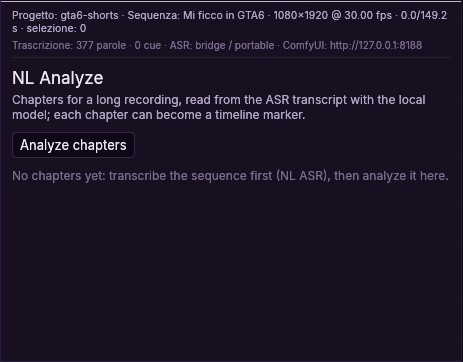 Progetto: gta6-shorts · Sequenza: Mi ficco in GTA6 · 1080×1920 @ 30.00 fps · 0.0/149.2
s · selezione: 0
Trascrizione: 377 parole · 0 cue · ASR: bridge / portable · ComfyUI: http://127.0.0.1:8188
NL Analyze
Chapters for a long recording, read from the ASR transcript with the local
model; each chapter can become a timeline marker.
Analyze chapters
No chapters yet: transcribe the sequence first (NL ASR), then analyze it here.